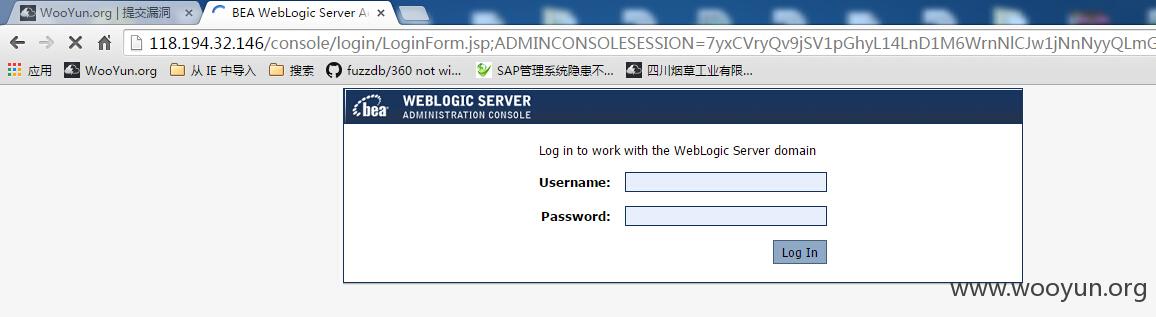 WooYun.org | 提交漏洞
BEA WebLogic Server A
118.194.32.146/console/login/LoginForm.jsp;ADMINCONSOLESESSION=7yxCVryQv9jSV1pGhyL14LnD1M6WrnNlCJw1jNnNyyQLmG
应用 WooYun.org 从 IE 中导入 搜索 fuzzdb/360 not wi... SAP管理系统隐患不... 四川烟草工业有限...
bea WEBLOGIC SERVER
ADMINISTRATION CONSOLE
Log in to work with the WebLogic Server domain
Username:
Password:
Log In
www.wooyun.org